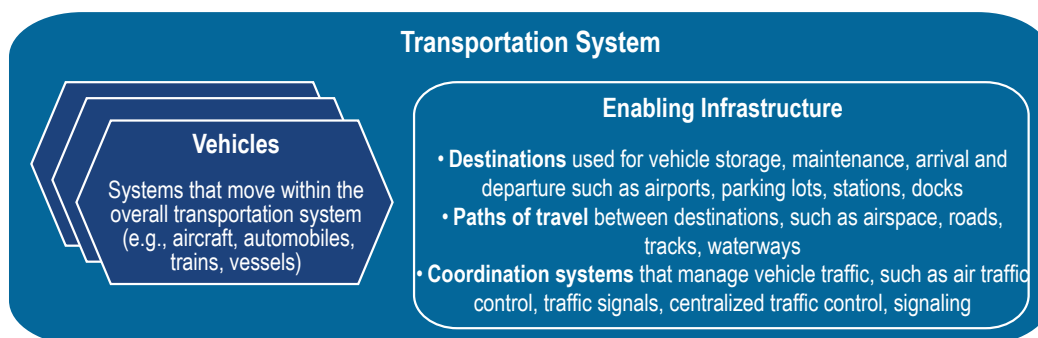 Transportation System
Vehicles
Systems that move within the
overall transportation system
(e.g., aircraft, automobiles,
trains, vessels)
Enabling Infrastructure
• Destinations used for vehicle storage, maintenance, arrival and
departure such as airports, parking lots, stations, docks
• Paths of travel between destinations, such as airspace, roads,
tracks, waterways
• Coordination systems that manage vehicle traffic, such as air traffic
control, traffic signals, centralized traffic control, signaling